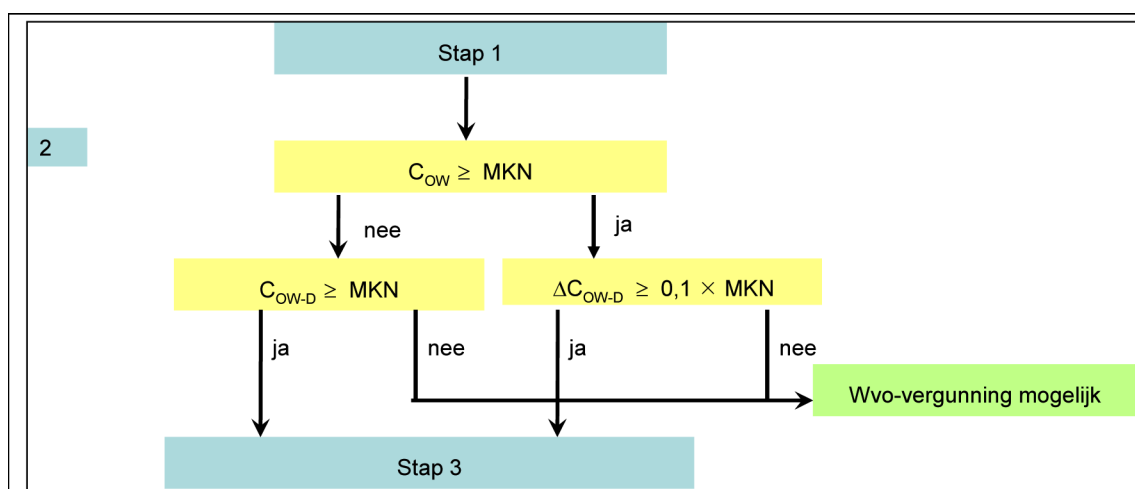 Stap 1
2
C_OW ≥ MKN
nee
ja
C_OW-D ≥ MKN
ΔC_OW-D ≥ 0,1 × MKN
ja
nee
ja
nee
Wvo-vergunning mogelijk
Stap 3